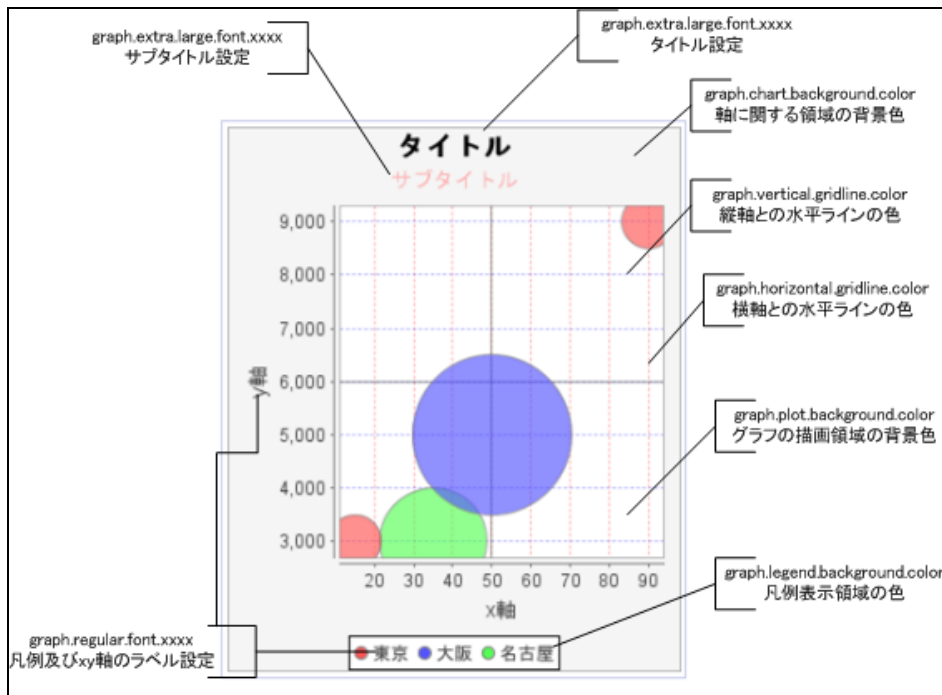 graph.extra.large.font.xxxx
サブタイトル設定
graph.extra.large.font.xxxx
タイトル設定
graph.chart.background.color
軸に関する領域の背景色
タイトル
サブタイトル
graph.vertical.gridline.color
縦軸との水平ラインの色
graph.horizontal.gridline.color
横軸との水平ラインの色
graph.plot.background.color
グラフの描画領域の背景色
graph.legend.background.color
凡例表示領域の色
y軸
9,000
8,000
7,000
6,000
5,000
4,000
3,000
20 30 40 50 60 70 80 90
x軸
東京 大阪 名古屋
graph.regular.font.xxxx
凡例及びxy軸のラベル設定